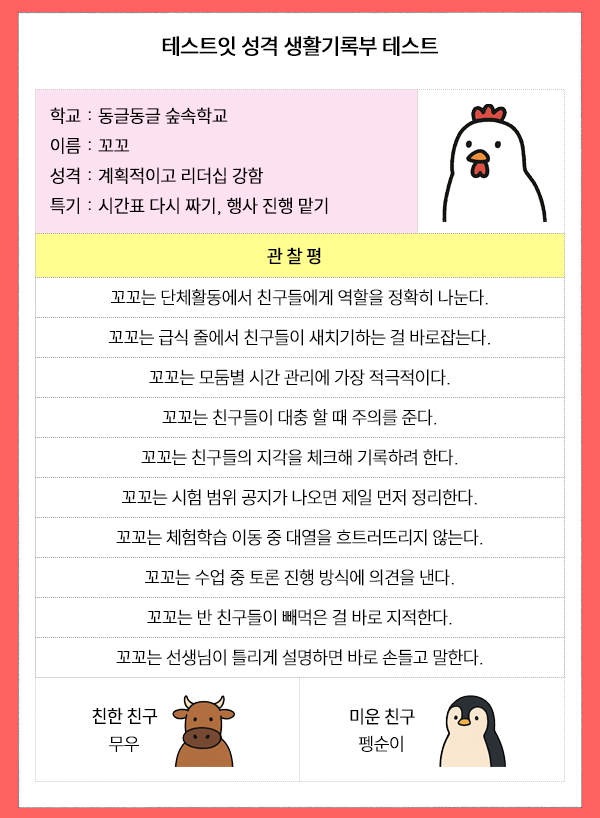 테스트잇 성격 생활기록부 테스트
학교 : 동글동글 숲속학교
이름 : 꼬꼬
성격 : 계획적이고 리더십 강함
특기 : 시간표 다시 짜기, 행사 진행 맡기
관찰평
꼬꼬는 단체활동에서 친구들에게 역할을 정확히 나눈다.
꼬꼬는 급식 줄에서 친구들이 새치기하는 걸 바로잡는다.
꼬꼬는 모둠별 시간 관리에 가장 적극적이다.
꼬꼬는 친구들이 대충 할 때 주의를 준다.
꼬꼬는 친구들의 지각을 체크해 기록하려 한다.
꼬꼬는 시험 범위 공지가 나오면 제일 먼저 정리한다.
꼬꼬는 체험학습 이동 중 대열을 흐트러뜨리지 않는다.
꼬꼬는 수업 중 토론 진행 방식에 의견을 낸다.
꼬꼬는 반 친구들이 빼먹은 걸 바로 지적한다.
꼬꼬는 선생님이 틀리게 설명하면 바로 손들고 말한다.
친한 친구
무우
미운 친구
펭순이